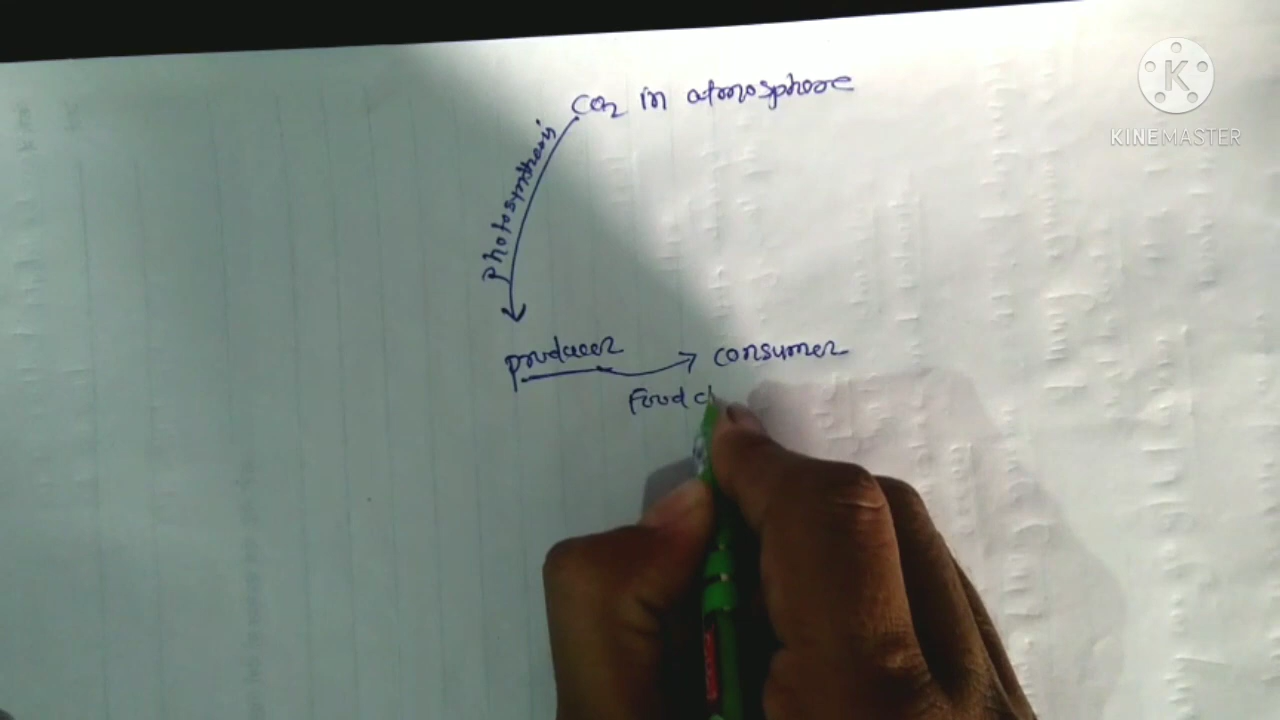 CO2 in atmosphere
K
KINEMASTER
Photosynthesis
producer → consumer
Food ch